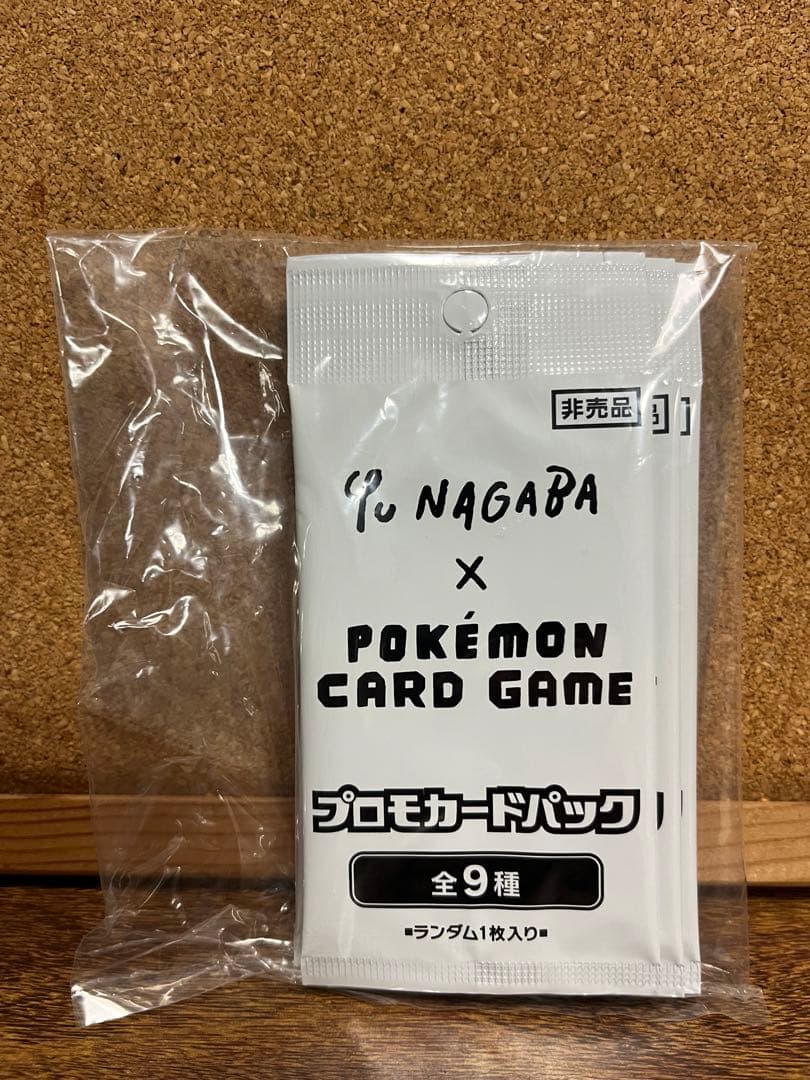 非売品
Yu NAGABA
×
POKÉMON
CARD GAME
プロモカードパック
全9種
▪ランダム1枚入り▪